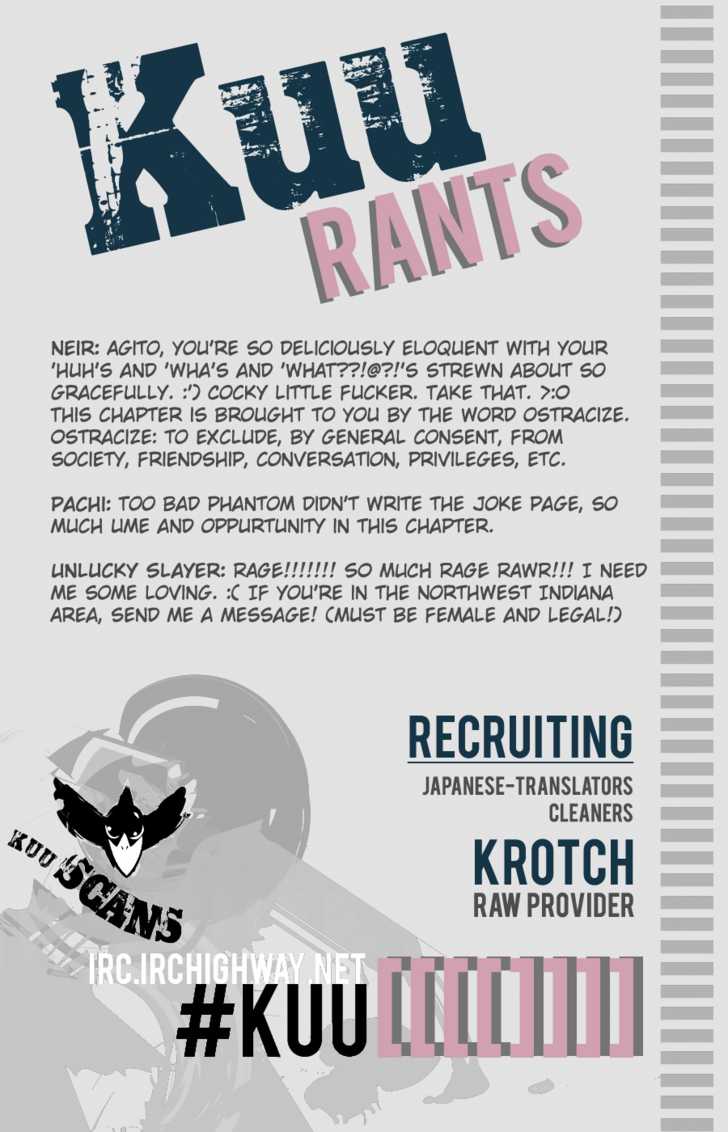 Kuu
RANTS
NEIR: AGITO, YOU'RE SO DELICIOUSLY ELOQUENT WITH YOUR
'HUH'S AND 'WHA'S AND 'WHAT??!@?!'S STREWN ABOUT SO
GRACEFULLY. :') COCKY LITTLE FUCKER. TAKE THAT. >:O
THIS CHAPTER IS BROUGHT TO YOU BY THE WORD OSTRACIZE.
OSTRACIZE: TO EXCLUDE, BY GENERAL CONSENT, FROM
SOCIETY, FRIENDSHIP, CONVERSATION, PRIVILEGES, ETC.
PACHI: TOO BAD PHANTOM DIDN'T WRITE THE JOKE PAGE, SO
MUCH UME AND OPPURTUNITY IN THIS CHAPTER.
UNLUCKY SLAYER: RAGE!!!!!!! SO MUCH RAGE RAWR!!! I NEED
ME SOME LOVING. :( IF YOU'RE IN THE NORTHWEST INDIANA
AREA, SEND ME A MESSAGE! (MUST BE FEMALE AND LEGAL!)
RECRUITING
JAPANESE-TRANSLATORS
CLEANERS
KROTCH
RAW PROVIDER
KUU SCANS
IRC.IRCHIGHWAY.NET
#KUU[[[[[]]]]]